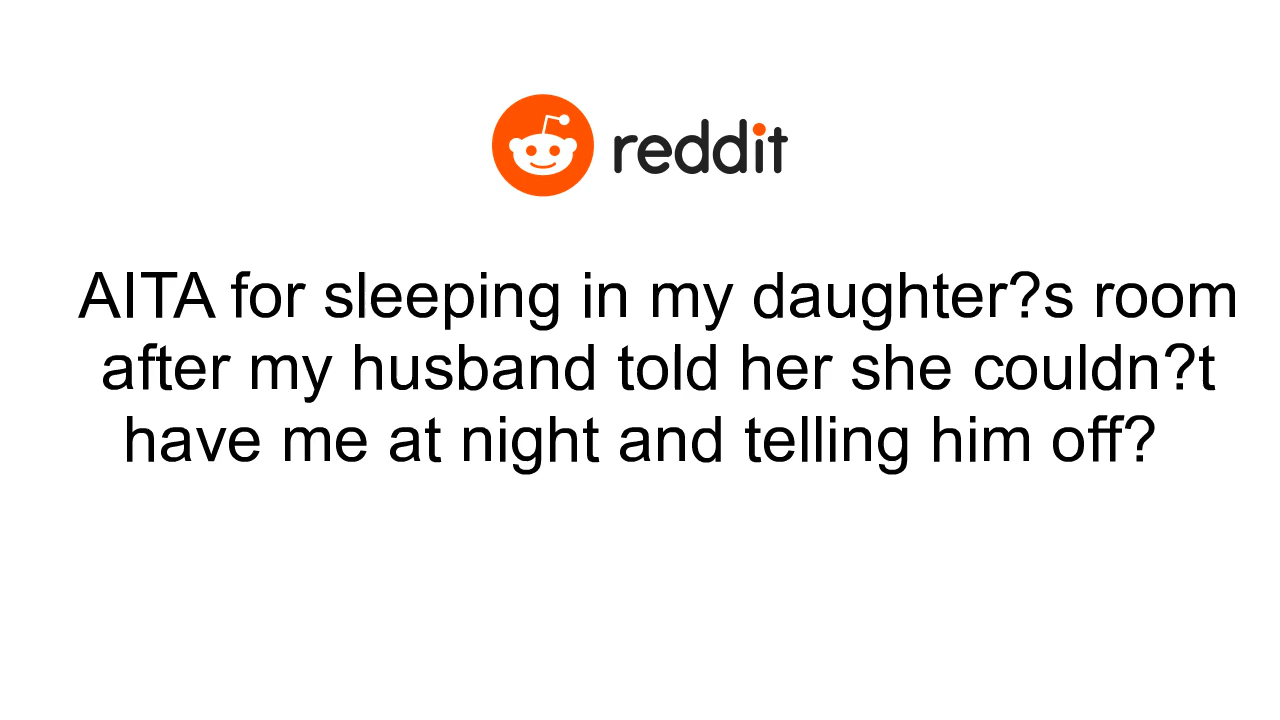 reddit
AITA for sleeping in my daughter?s room
after my husband told her she couldn?t
have me at night and telling him off?